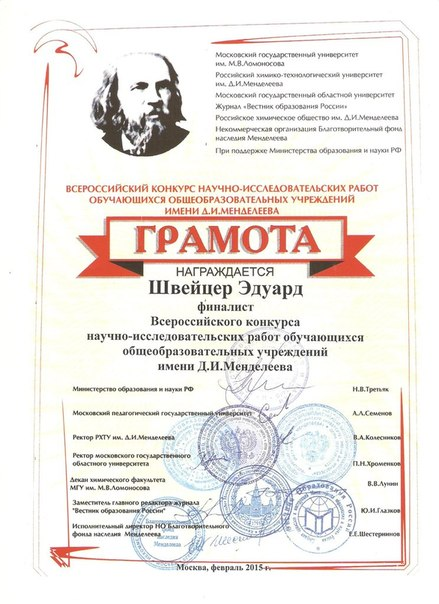 Московский государственный университет
им. М.В.Ломоносова
Российский химико-технологический университет
им. Д.И.Менделеева
Московский государственный областной университет
Журнал «Вестник образования России»
Российское химическое общество им. Д.И.Менделеева
Некоммерческая организация Благотворительный фонд
наследия Менделеева
При поддержке Министерства образования и науки РФ
ВСЕРОССИЙСКИЙ КОНКУРС НАУЧНО-ИССЛЕДОВАТЕЛЬСКИХ РАБОТ
ОБУЧАЮЩИХСЯ ОБЩЕОБРАЗОВАТЕЛЬНЫХ УЧРЕЖДЕНИЙ
ИМЕНИ Д.И.МЕНДЕЛЕЕВА
ГРАМОТА
НАГРАЖДАЕТСЯ
Швейцер Эдуард
финалист
Всероссийского конкурса
научно-исследовательских работ обучающихся
общеобразовательных учреждений
имени Д.И.Менделеева
Министерство образования и науки РФ Н.В.Третьяк
Московский педагогический государственный университет А.Л.Семенов
Ректор РХТУ им. Д.И.Менделеева В.А.Колесников
Ректор московского государственного
областного университета П.Н.Хроменков
Декан химического факультета
МГУ им. М.В.Ломоносова В.В.Лунин
Заместитель главного редактора журнала
"Вестник образования России" Ю.И.Глазков
Исполнительный директор НО Благотворительного
фонда наследия Менделеева Е.Е.Шестернинов
Москва, февраль 2015 г.